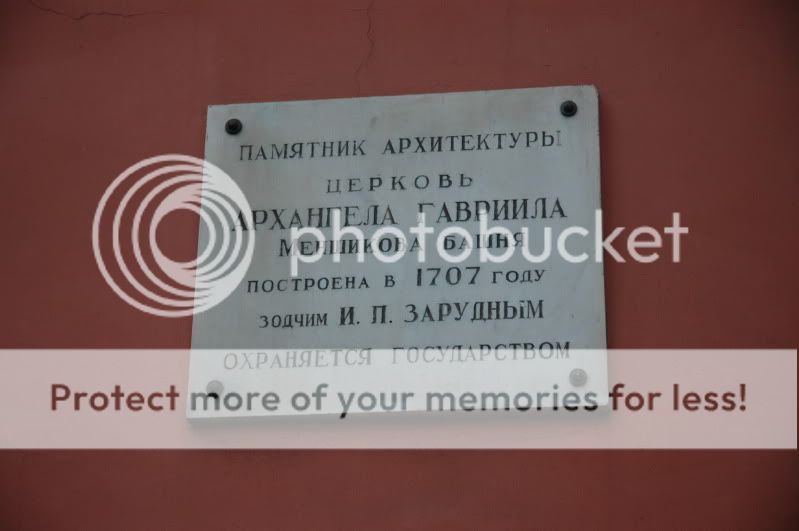 ПАМЯТНИК АРХИТЕКТУРЫ
ЦЕРКОВЬ
АРХАНГЕЛА ГАВРИИЛА
МЕНШИКОВА БАШНЯ
ПОСТРОЕНА В 1707 ГОДУ
ЗОДЧИМ И. П. ЗАРУДНЫМ
ОХРАНЯЕТСЯ ГОСУДАРСТВОМ
photobucket
Protect more of your memories for less!